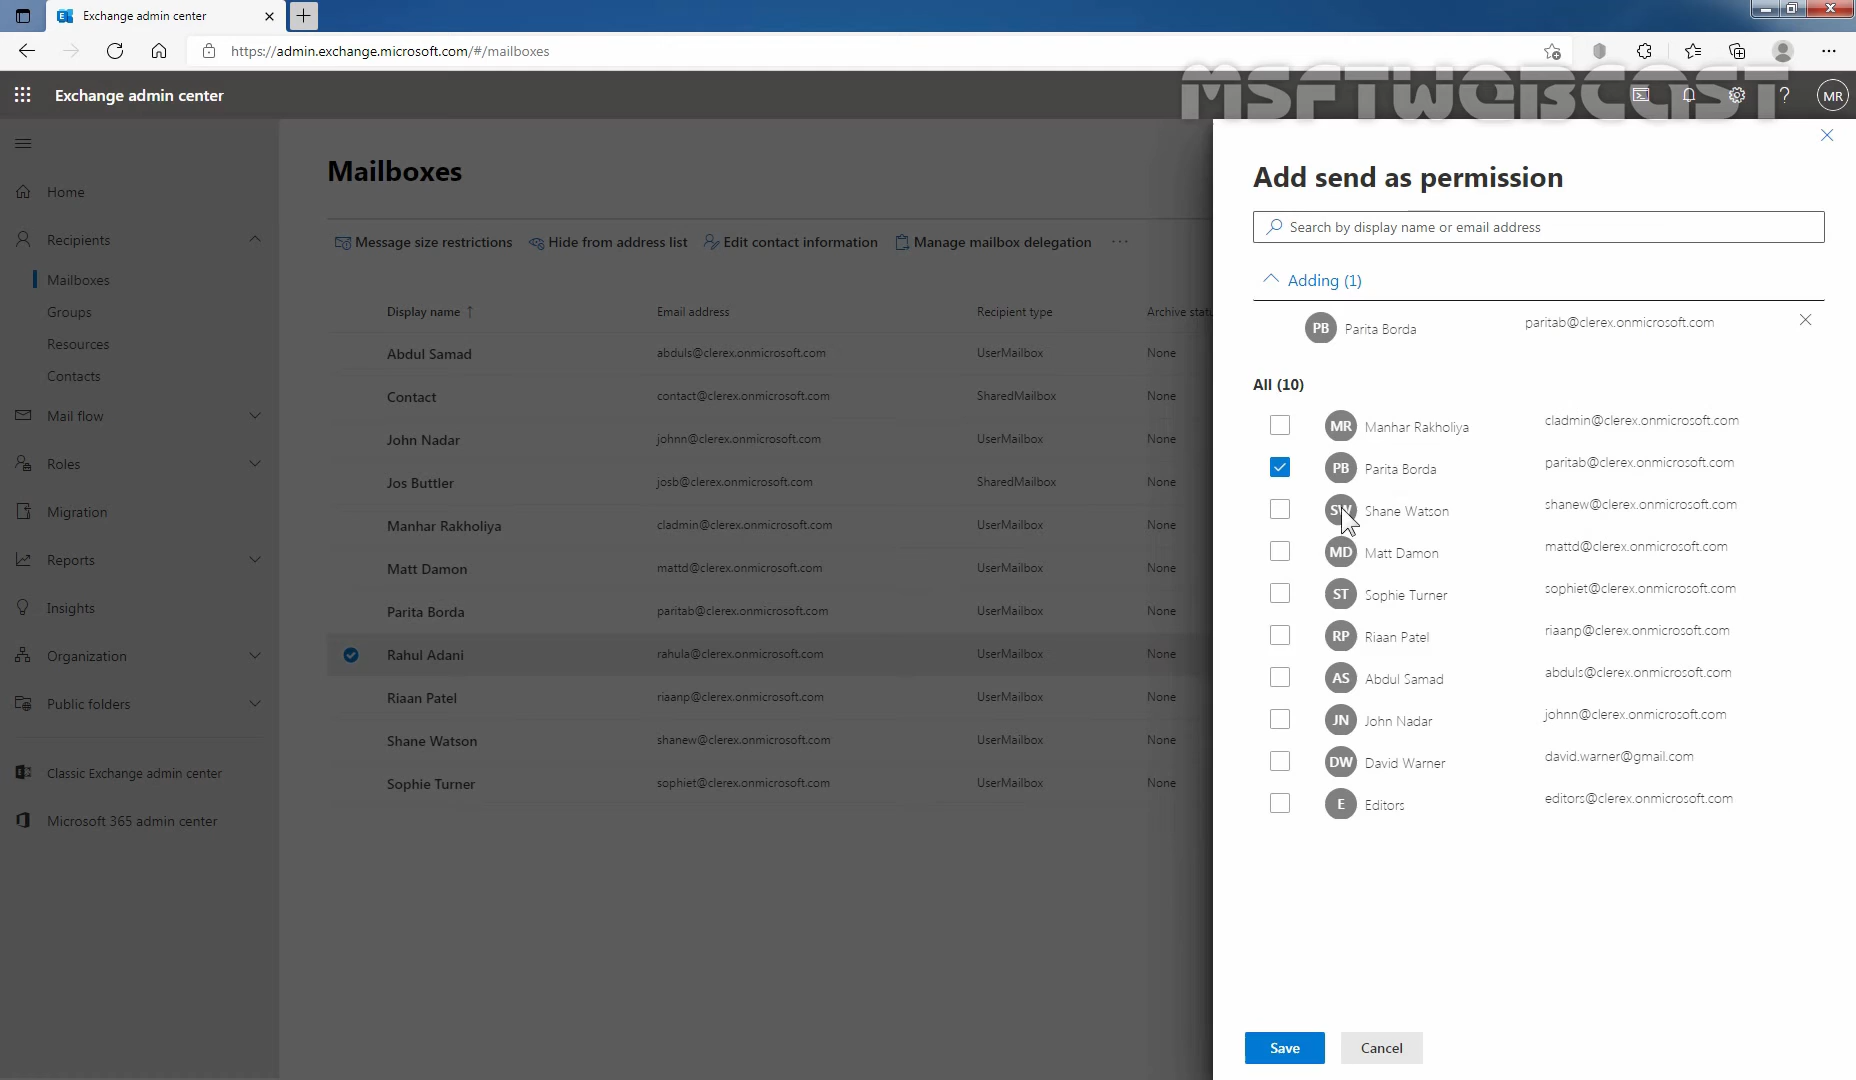 Exchange admin center
https://admin.exchange.microsoft.com/#/mailboxes
MSFTWEBCAST
Exchange admin center
MR
Home
Recipients
Mailboxes
Groups
Resources
Contacts
Mail flow
Roles
Migration
Reports
Insights
Organization
Public folders
Classic Exchange admin center
Microsoft 365 admin center
Mailboxes
Message size restrictions Hide from address list Edit contact information Manage mailbox delegation ...
Display name ↑ Email address Recipient type Archive statu
Abdul Samad abduls@clerex.onmicrosoft.com UserMailbox None
Contact contact@clerex.onmicrosoft.com SharedMailbox None
John Nadar johnn@clerex.onmicrosoft.com UserMailbox None
Jos Buttler josb@clerex.onmicrosoft.com SharedMailbox None
Manhar Rakholiya cladmin@clerex.onmicrosoft.com UserMailbox None
Matt Damon mattd@clerex.onmicrosoft.com UserMailbox None
Parita Borda paritab@clerex.onmicrosoft.com UserMailbox None
Rahul Adani rahula@clerex.onmicrosoft.com UserMailbox None
Riaan Patel riaanp@clerex.onmicrosoft.com UserMailbox None
Shane Watson shanew@clerex.onmicrosoft.com UserMailbox None
Sophie Turner sophiet@clerex.onmicrosoft.com UserMailbox None
Add send as permission
Search by display name or email address
Adding (1)
PB Parita Borda paritab@clerex.onmicrosoft.com
All (10)
MR Manhar Rakholiya cladmin@clerex.onmicrosoft.com
PB Parita Borda paritab@clerex.onmicrosoft.com
SW Shane Watson shanew@clerex.onmicrosoft.com
MD Matt Damon mattd@clerex.onmicrosoft.com
ST Sophie Turner sophiet@clerex.onmicrosoft.com
RP Riaan Patel riaanp@clerex.onmicrosoft.com
AS Abdul Samad abduls@clerex.onmicrosoft.com
JN John Nadar johnn@clerex.onmicrosoft.com
DW David Warner david.warner@gmail.com
E Editors editors@clerex.onmicrosoft.com
Save Cancel